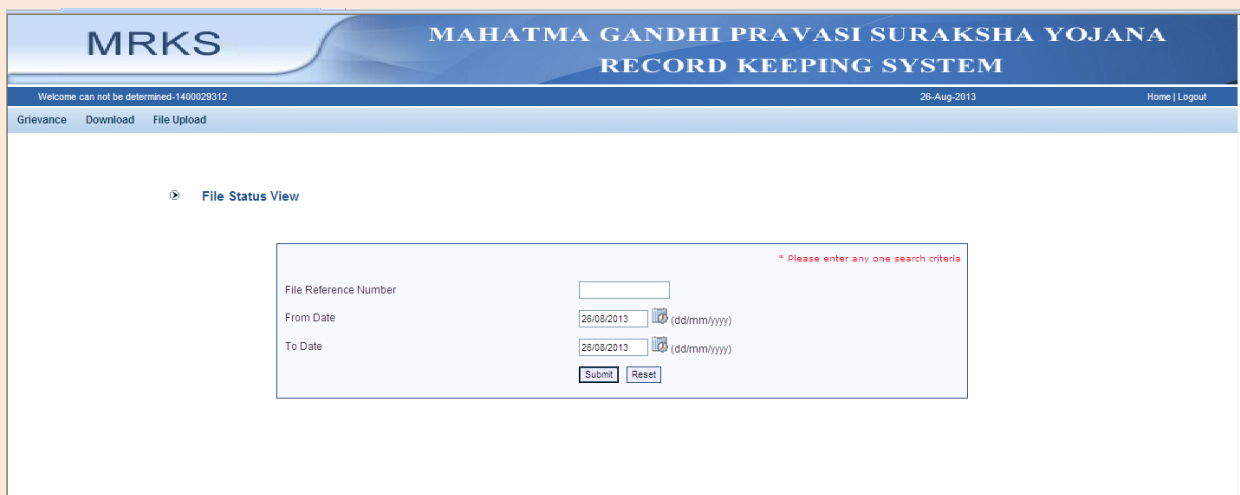 MRKS
MAHATMA GANDHI PRAVASI SURAKSHA YOJANA
RECORD KEEPING SYSTEM
Welcome can not be determined-1400029312 26-Aug-2013 Home | Logout
Grievance Download File Upload
File Status View
* Please enter any one search criteria
File Reference Number
From Date 26/08/2013 (dd/mm/yyyy)
To Date 26/08/2013 (dd/mm/yyyy)
Submit Reset